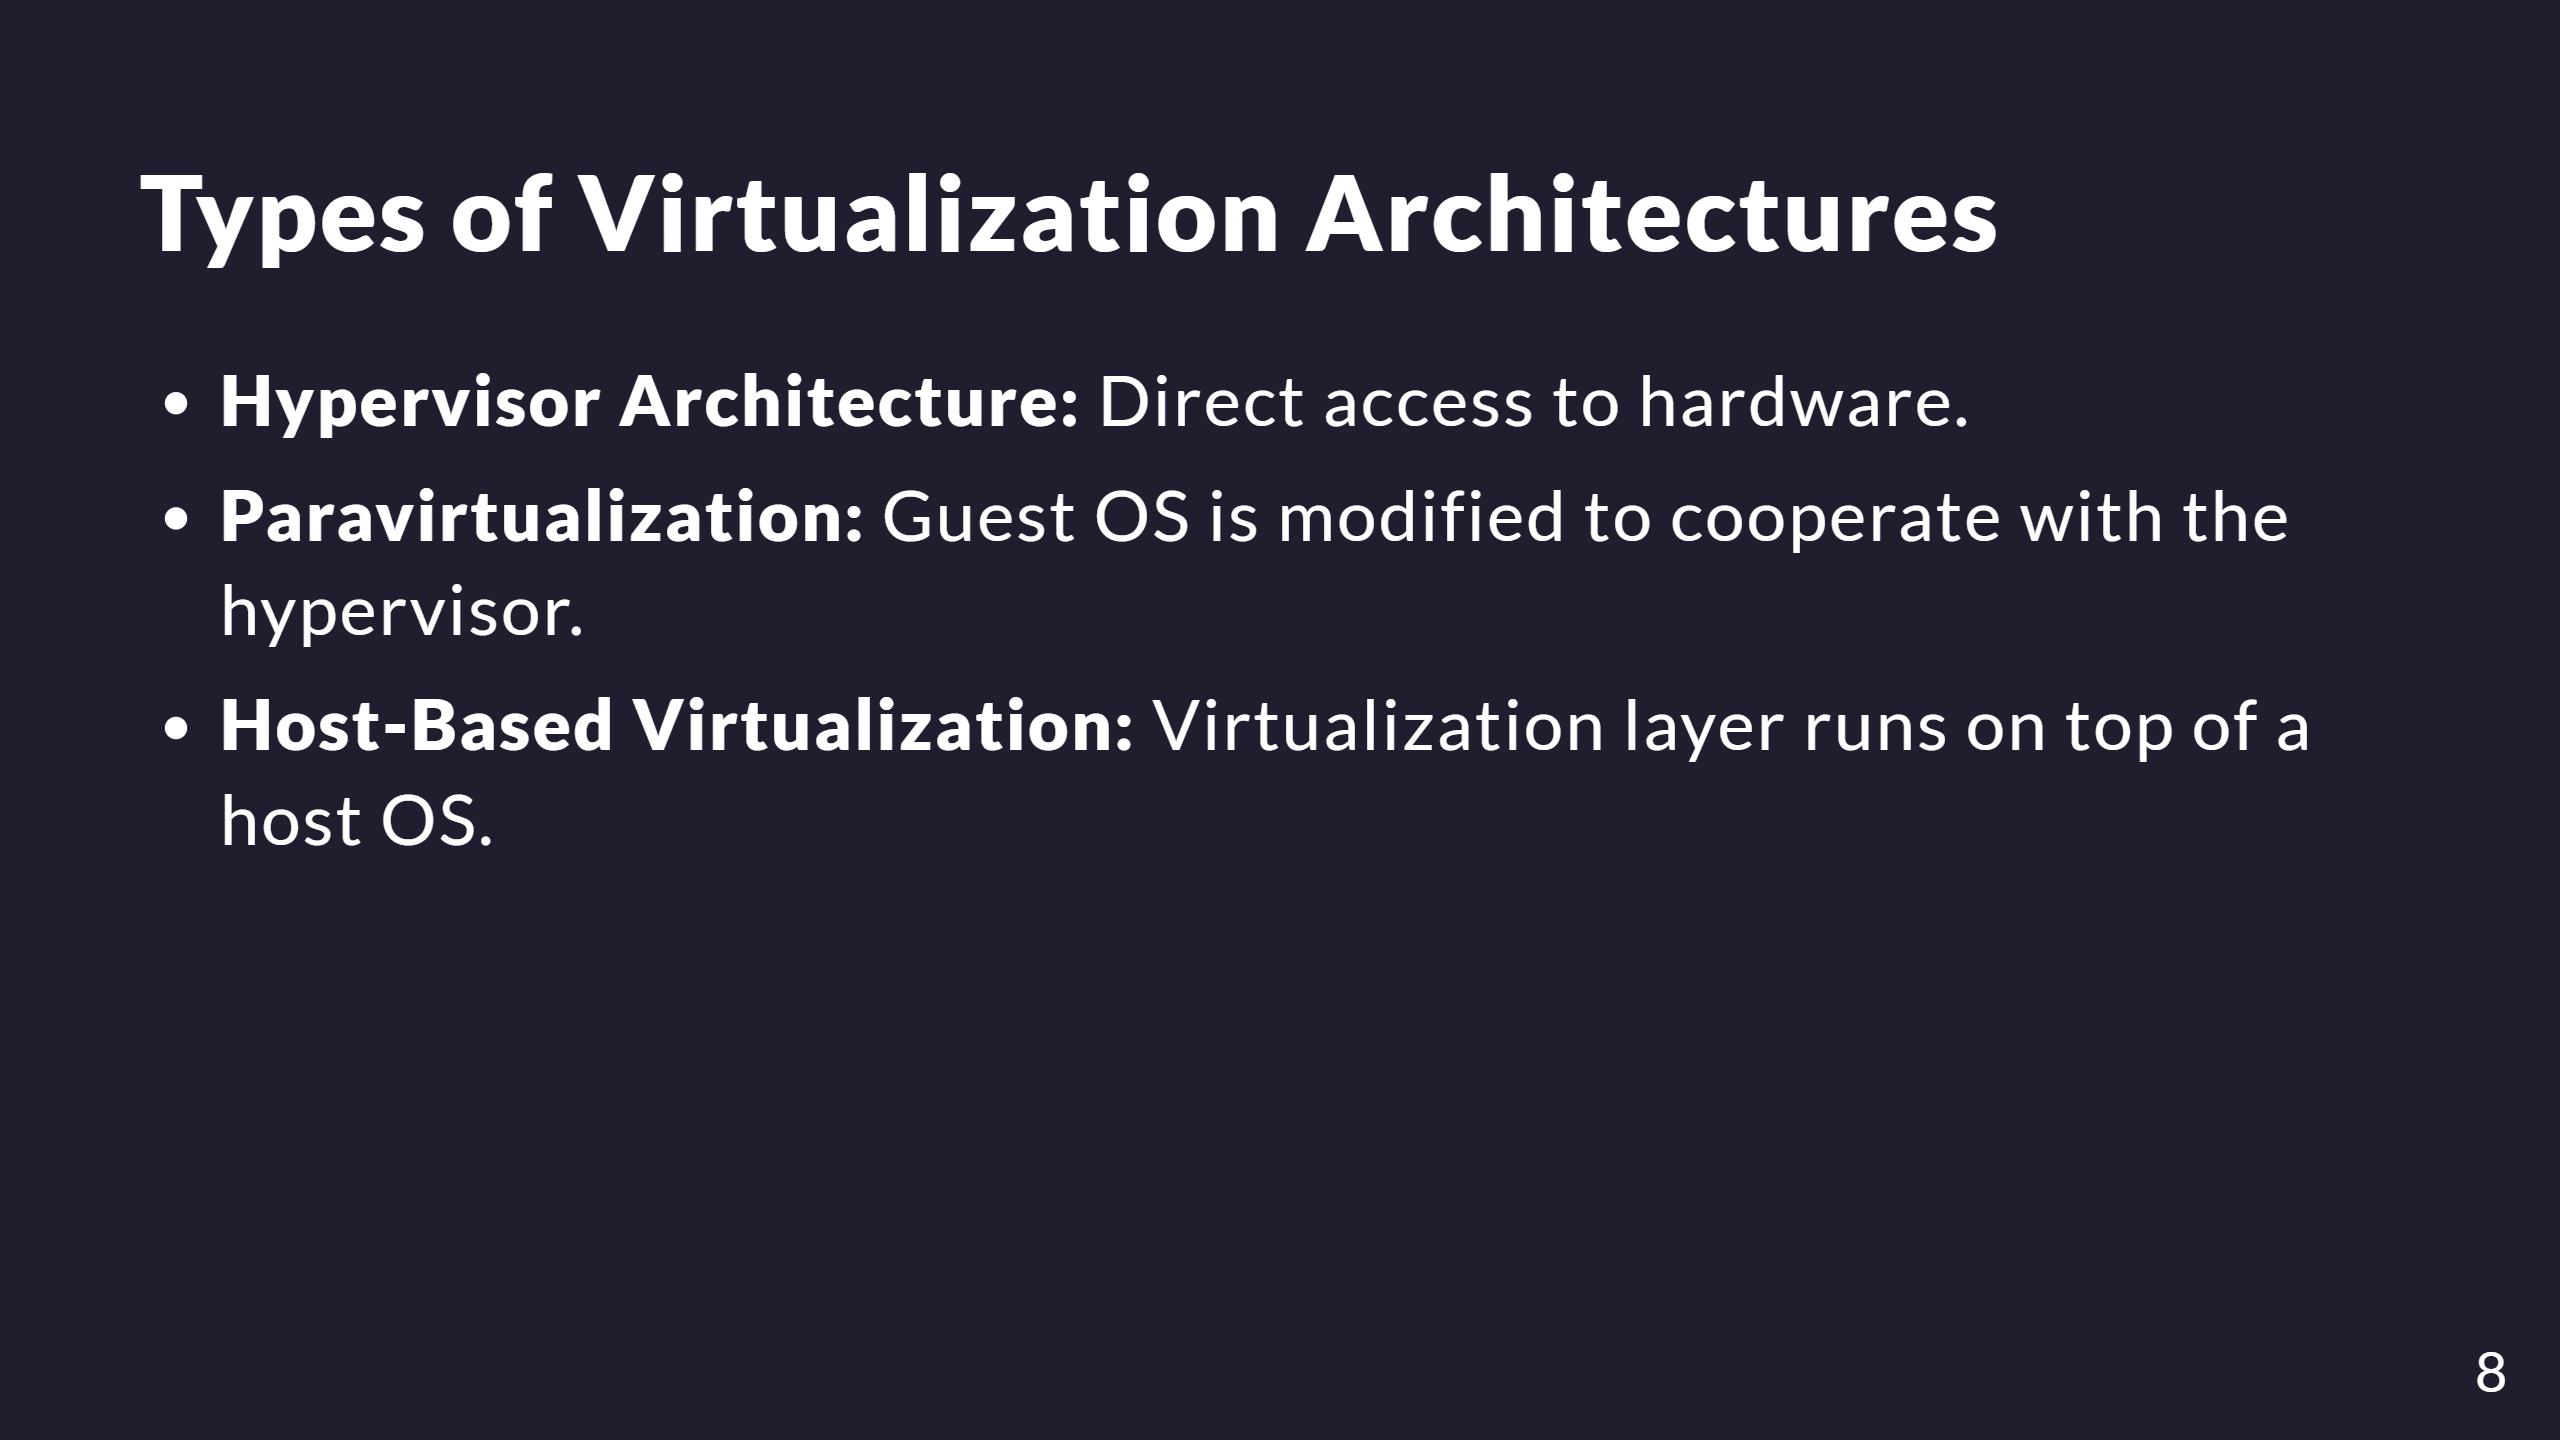 Types of Virtualization Architectures
• Hypervisor Architecture: Direct access to hardware.
• Paravirtualization: Guest OS is modified to cooperate with the
hypervisor.
• Host-Based Virtualization: Virtualization layer runs on top of a
host OS.
8